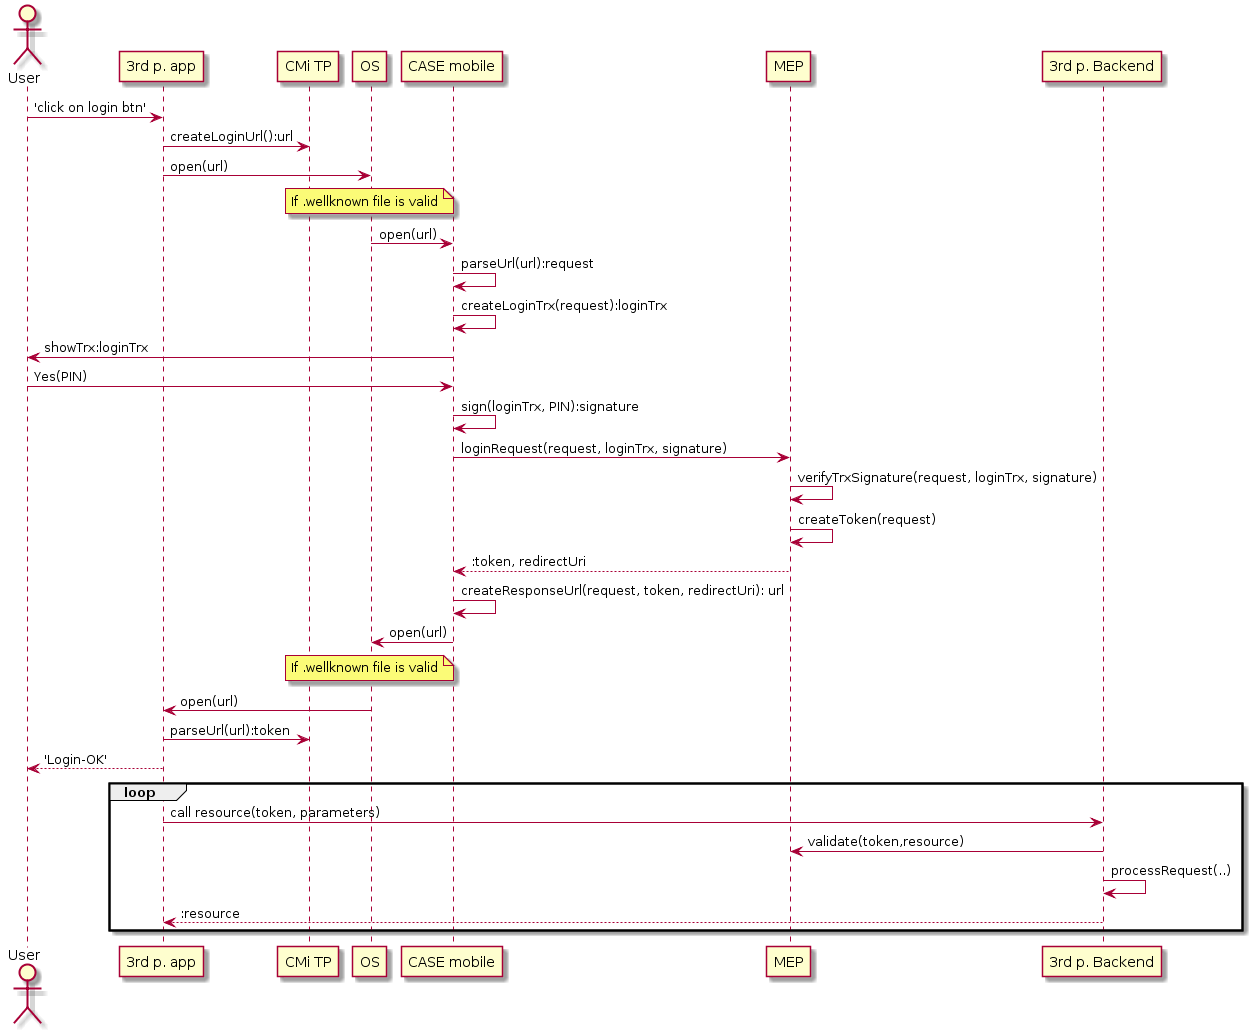 User
3rd p. app
CMi TP
OS
CASE mobile
MEP
3rd p. Backend
'click on login btn'
createLoginUrl():url
open(url)
If .wellknown file is valid
open(url)
parseUrl(url):request
createLoginTrx(request):loginTrx
showTrx:loginTrx
Yes(PIN)
sign(loginTrx, PIN):signature
loginRequest(request, loginTrx, signature)
verifyTrxSignature(request, loginTrx, signature)
createToken(request)
:token, redirectUri
createResponseUrl(request, token, redirectUri): url
open(url)
If .wellknown file is valid
open(url)
parseUrl(url):token
'Login-OK'
loop
call resource(token, parameters)
validate(token,resource)
processRequest(..)
:resource
User
3rd p. app
CMi TP
OS
CASE mobile
MEP
3rd p. Backend